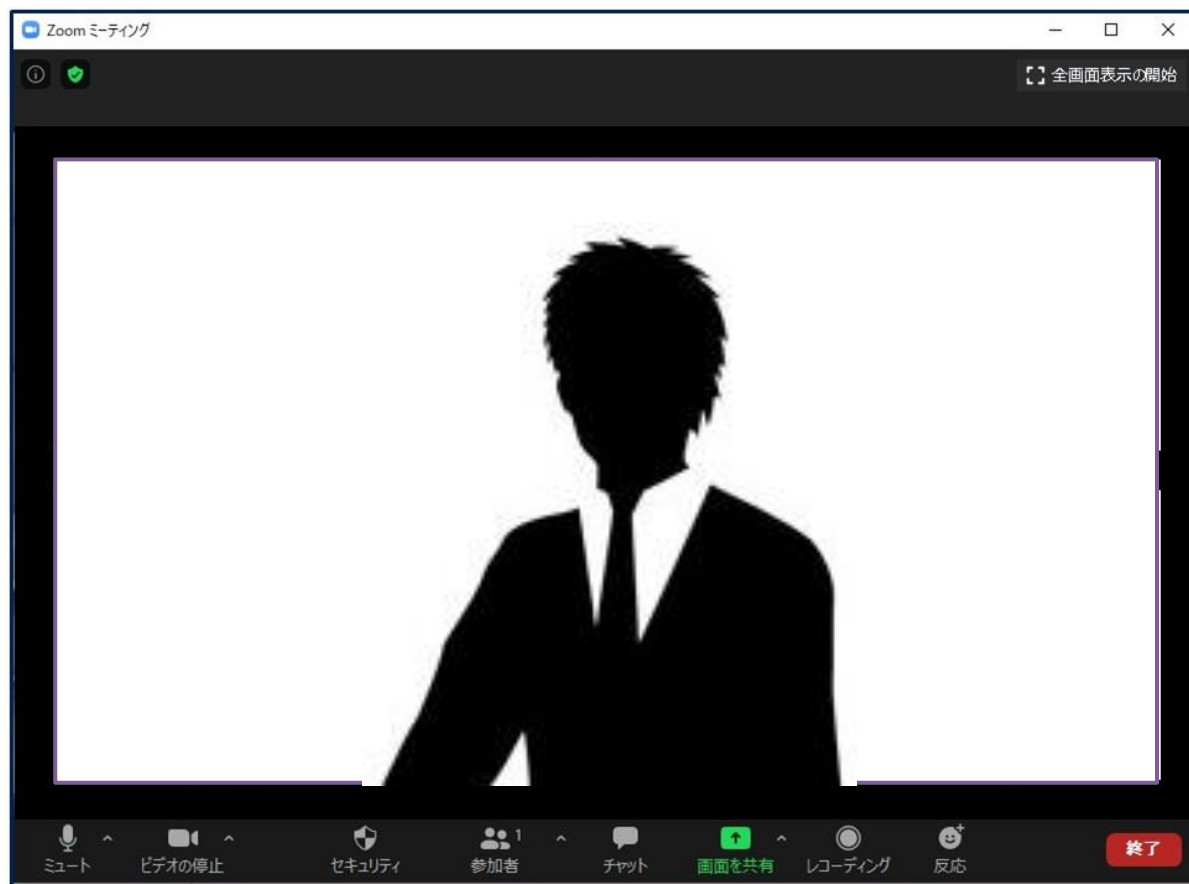 Zoom ミーティング
全画面表示の開始
ミュート
ビデオの停止
セキュリティ
参加者
1
チャット
画面を共有
レコーディング
反応
終了